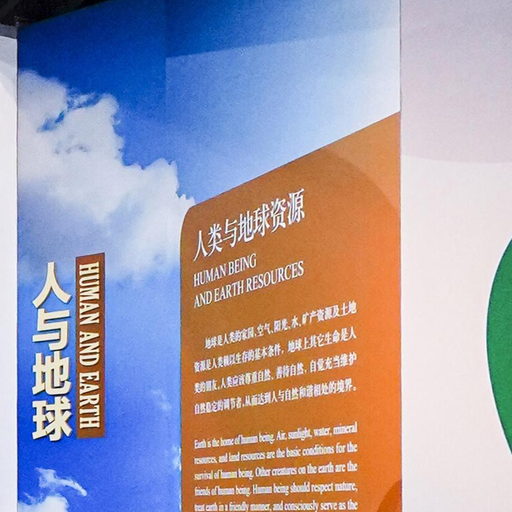 人与地球
HUMAN AND EARTH
人类与地球资源
HUMAN BEING
AND EARTH RESOURCES
地球是人类的家园,空气、阳光、水、矿产资源及土地
资源是人类赖以生存的基本条件，地球上其它生命是人
类的朋友,人类应该尊重自然、善待自然，自觉充当维护
自然稳定的调节者,从而达到人与自然和谐相处的境界。
Earth is the home of human being. Air, sunlight, water, mineral
resources, and land resources are the basic conditions for the
survival of human being. Other creatures on the earth are the
friends of human being. Human being should respect nature,
treat earth in a friendly manner, and consciously serve as the